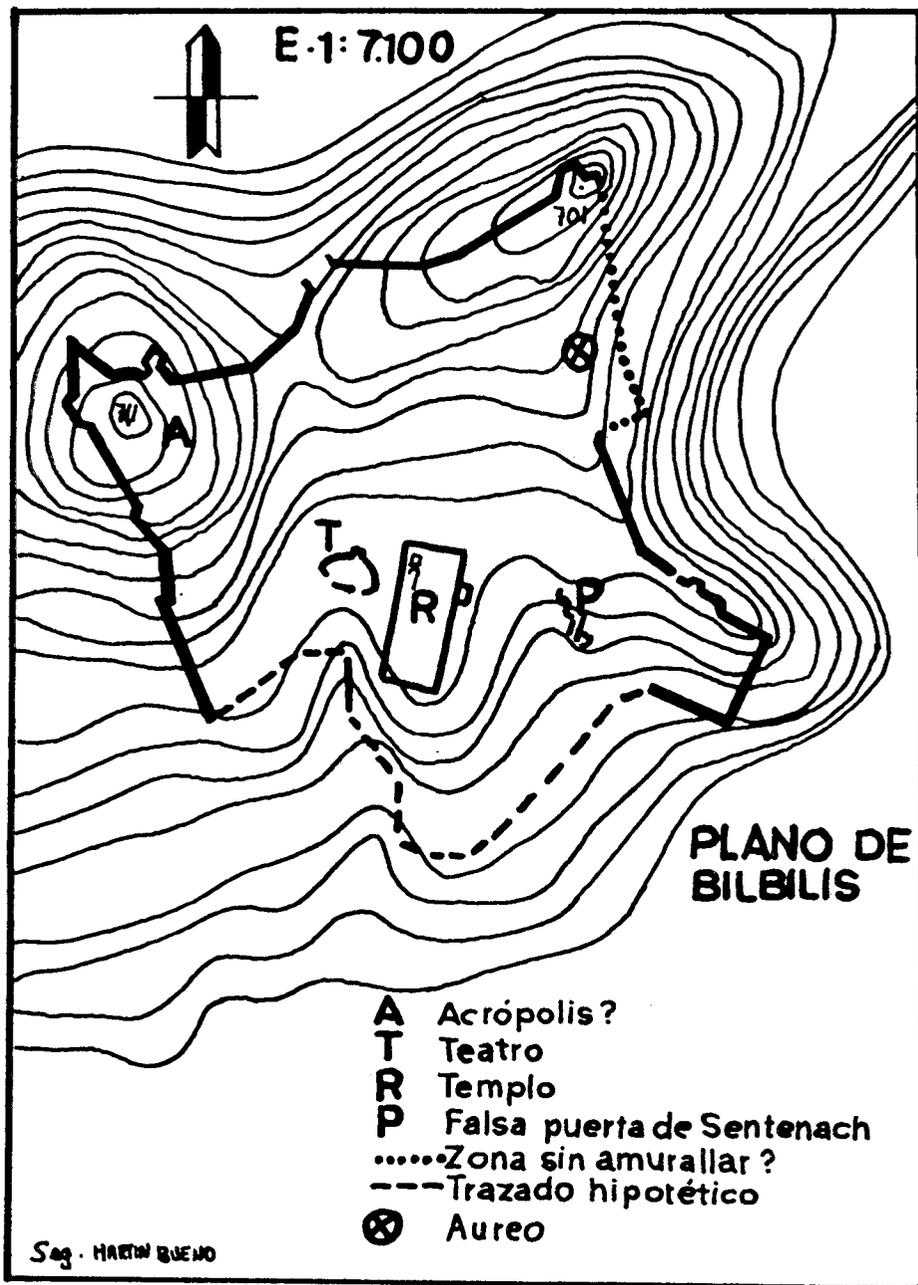 E·1:7.100
701
711
A
T
R
P
PLANO DE
BILBILIS
A Acrópolis?
T Teatro
R Templo
P Falsa puerta de Sentenach
Zona sin amurallar?
Trazado hipotético
Aureo
Seg. MARTIN BUENO